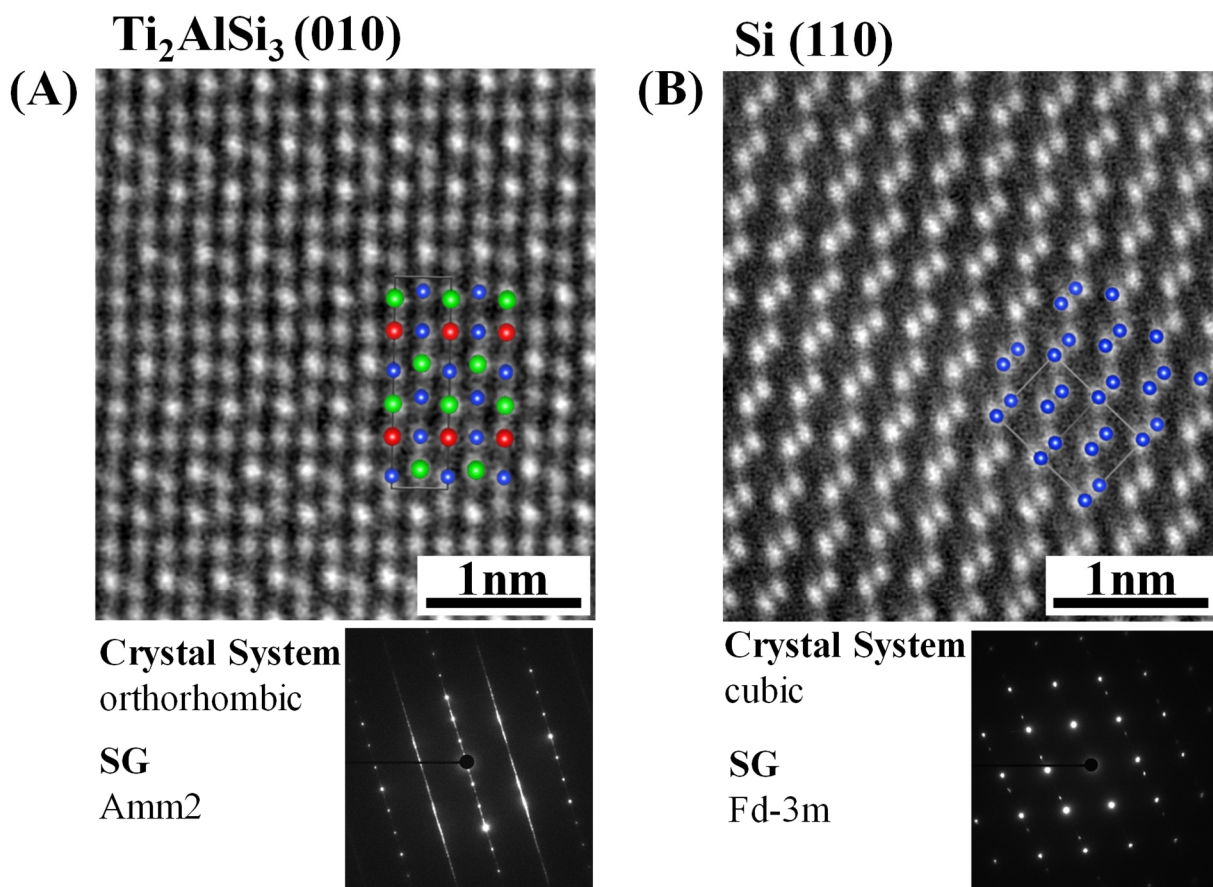 Ti₂AlSi₃ (010)
(A)
1nm
Crystal System
orthorhombic
SG
Amm2
Si (110)
(B)
1nm
Crystal System
cubic
SG
Fd-3m